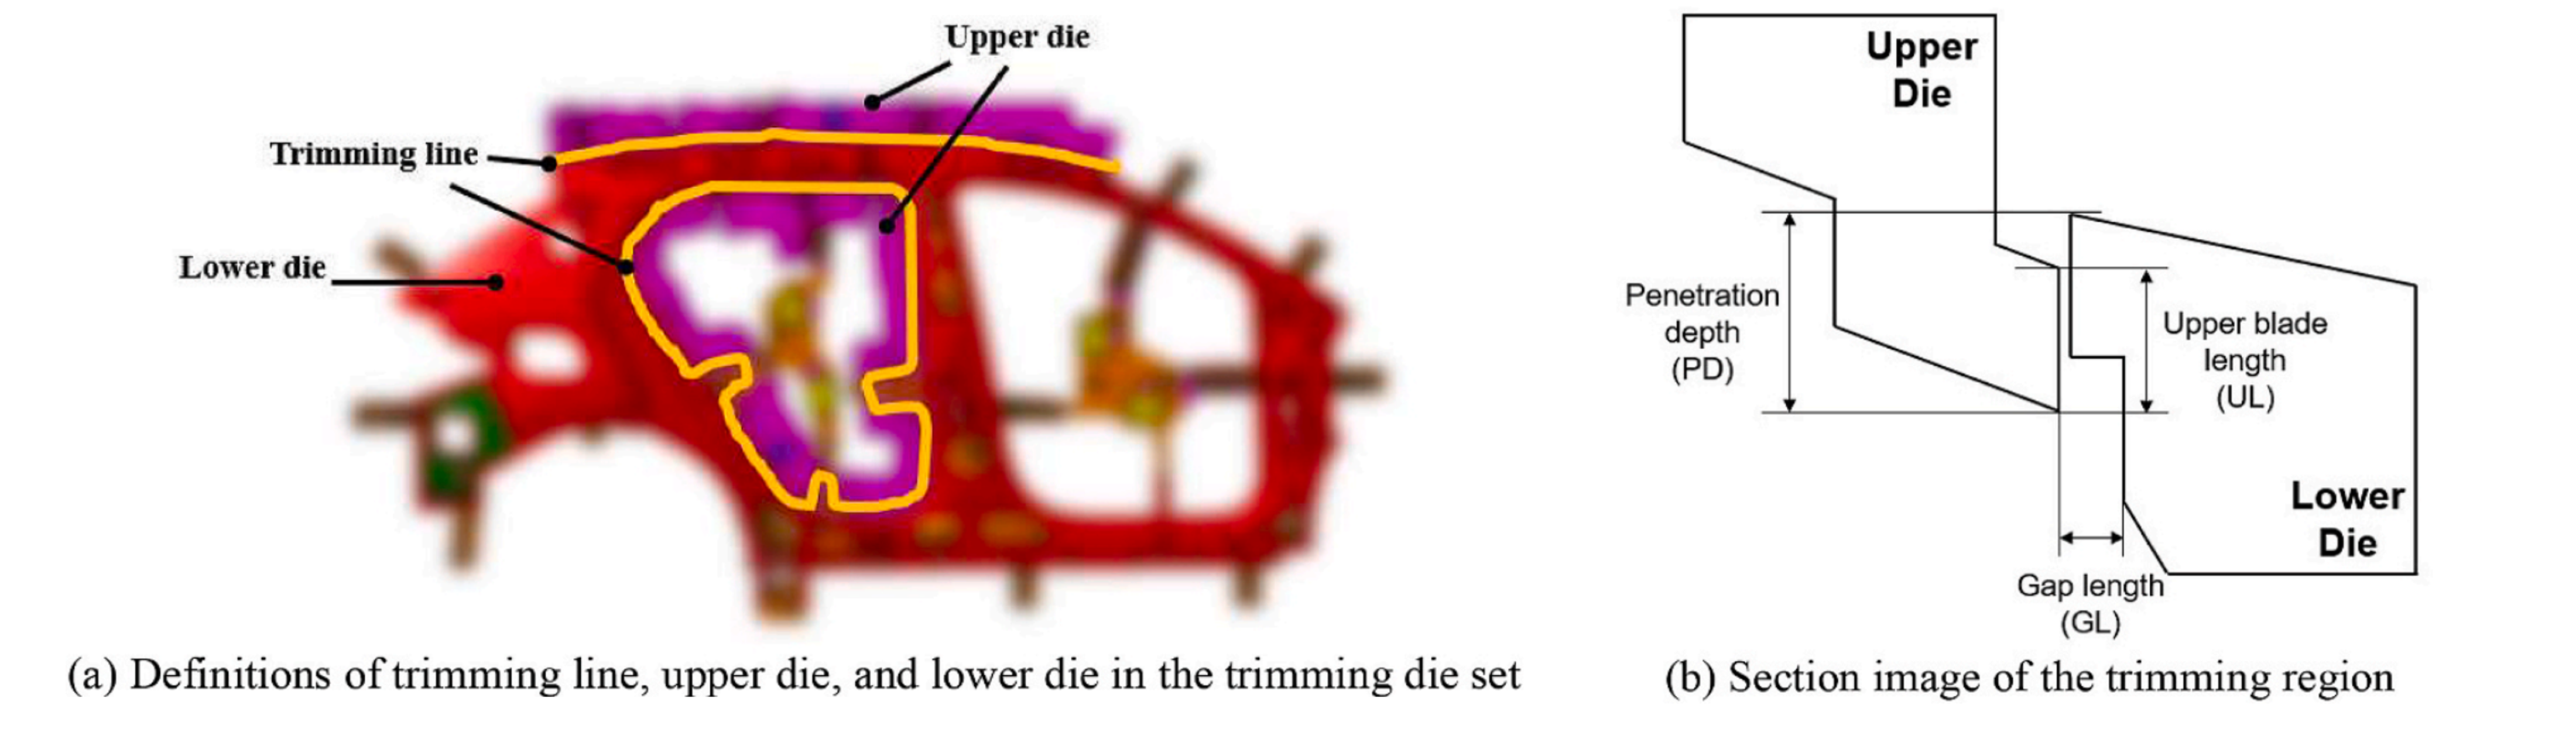 Upper die
Trimming line
Lower die
(a) Definitions of trimming line, upper die, and lower die in the trimming die set
Upper
Die
Penetration
depth
(PD)
Upper blade
length
(UL)
Lower
Die
Gap length
(GL)
(b) Section image of the trimming region